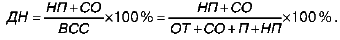 ДН = НП+СО/ВСС ×100 % = НП+СО/ОТ+СО+П+НП ×100 % .